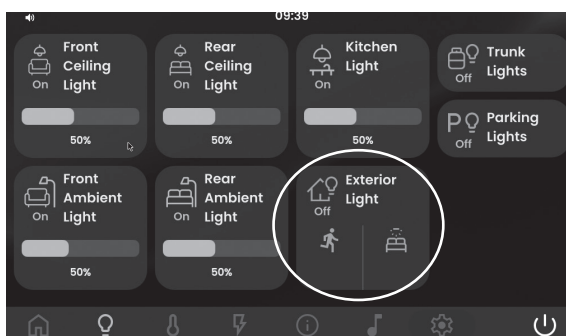 09:39
Front
Ceiling
Light
On
50%
Rear
Ceiling
Light
On
50%
Kitchen
Light
On
50%
Trunk
Lights
Off
P
Parking
Lights
Off
Front
Ambient
Light
On
50%
Rear
Ambient
Light
On
50%
Exterior
Light
Off